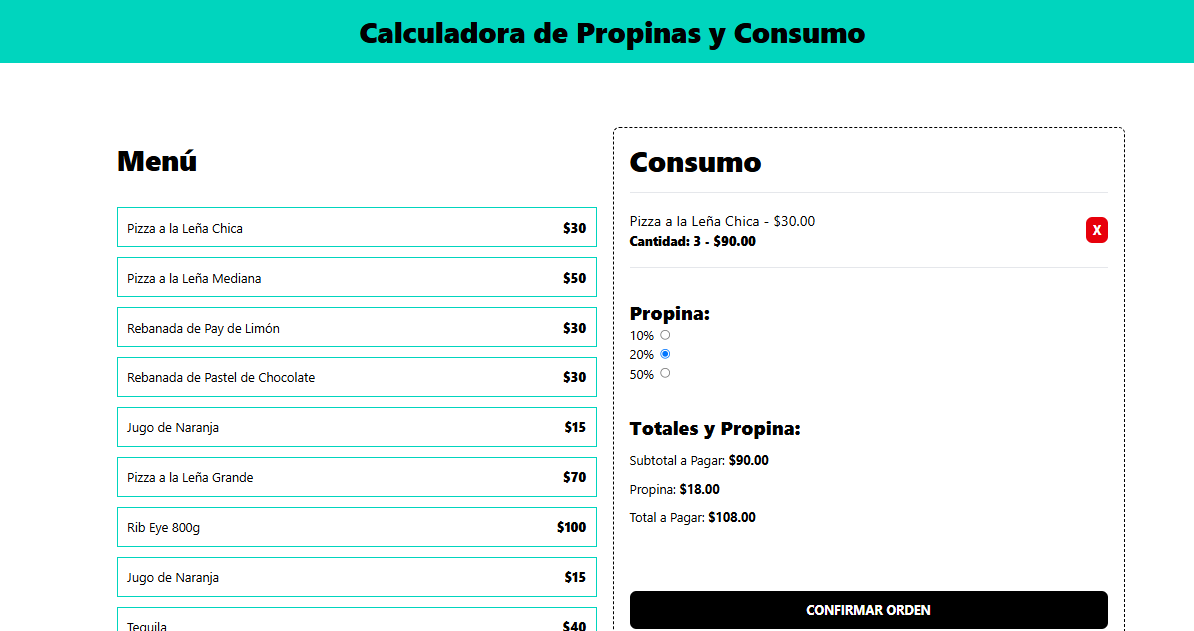 Calculadora de Propinas y Consumo
Menú
Pizza a la Leña Chica $30
Pizza a la Leña Mediana $50
Rebanada de Pay de Limón $30
Rebanada de Pastel de Chocolate $30
Jugo de Naranja $15
Pizza a la Leña Grande $70
Rib Eye 800g $100
Jugo de Naranja $15
Tequila $40
Consumo
Pizza a la Leña Chica - $30.00
Cantidad: 3 - $90.00
X
Propina:
10%
20%
50%
Totales y Propina:
Subtotal a Pagar: $90.00
Propina: $18.00
Total a Pagar: $108.00
CONFIRMAR ORDEN